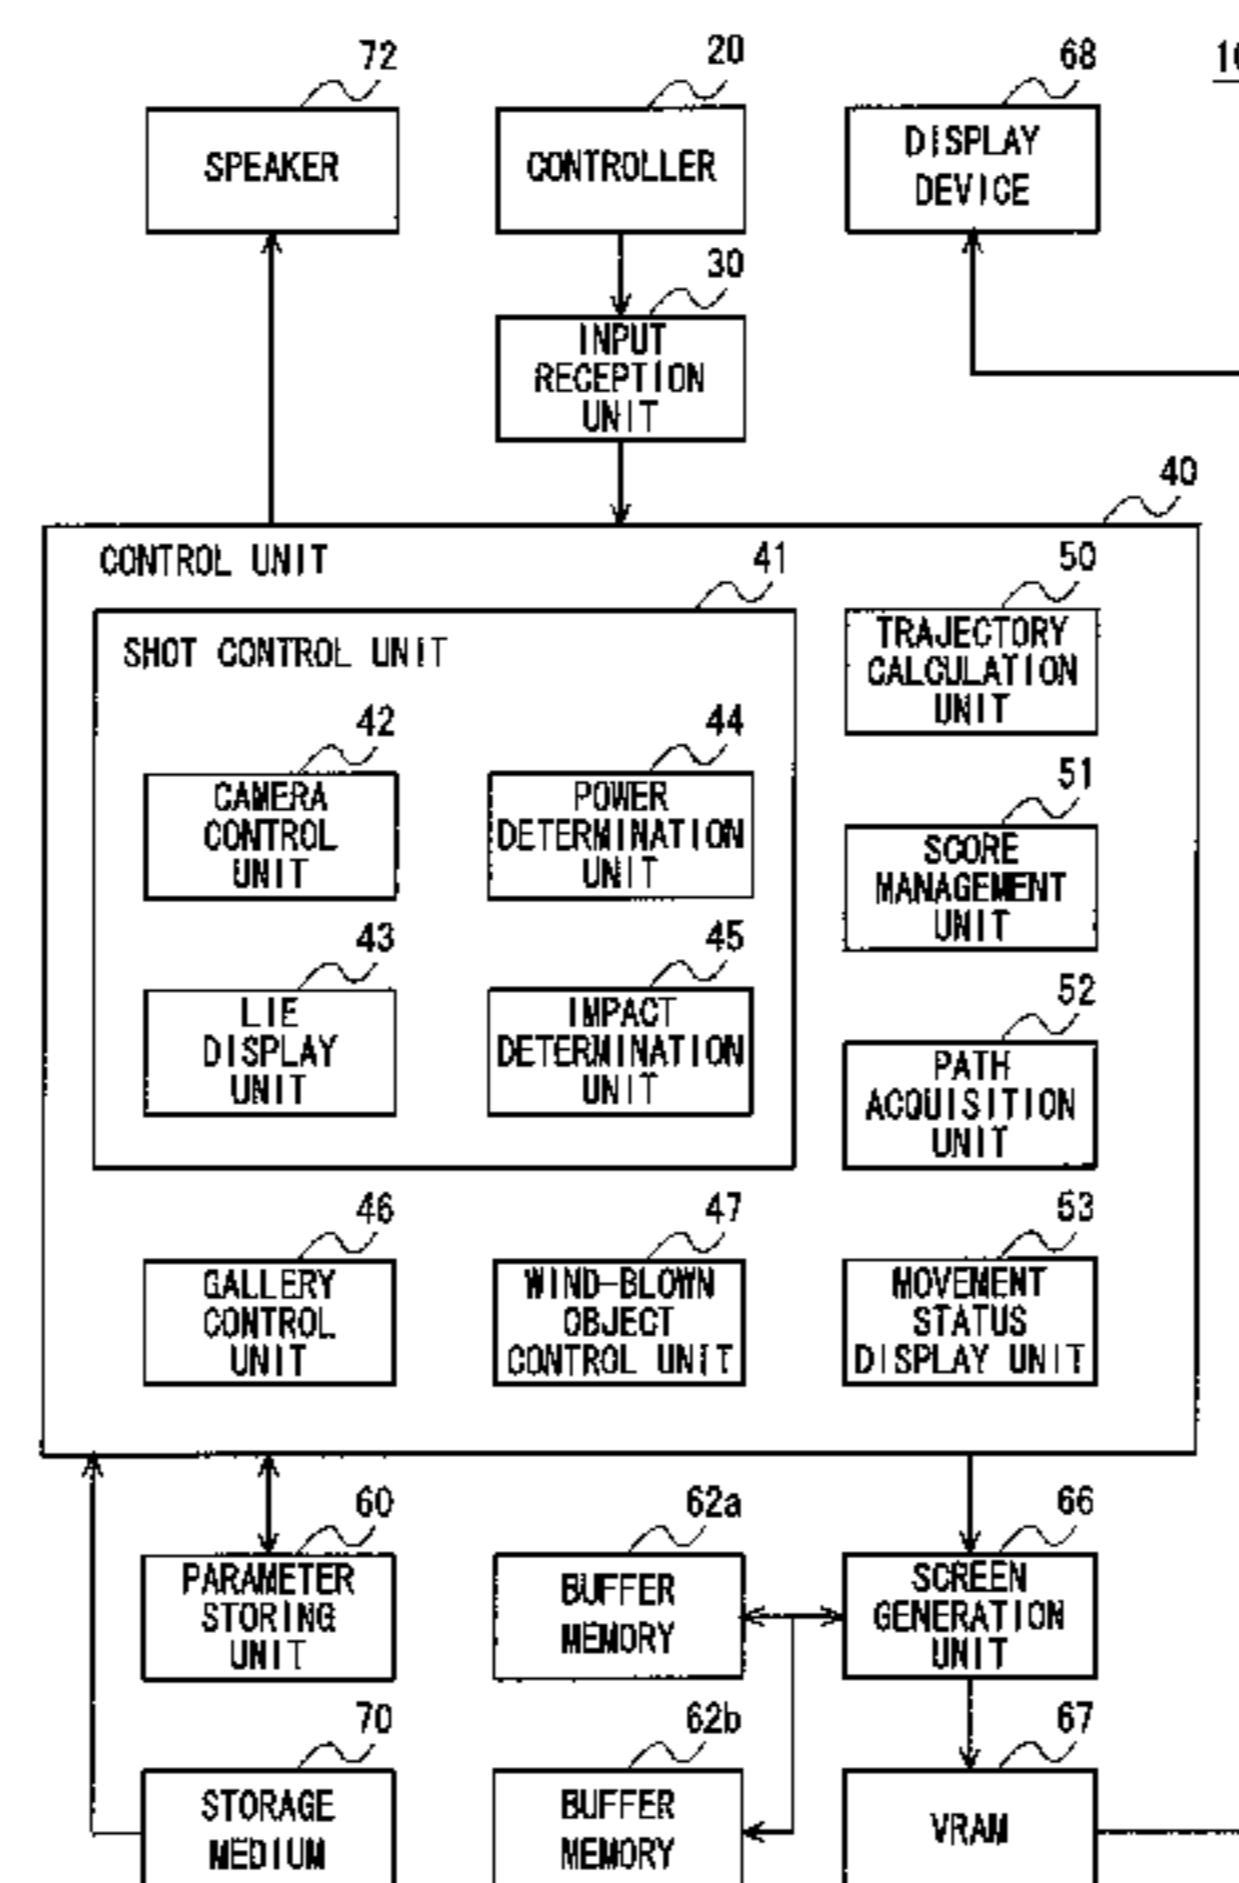 72
20
68
SPEAKER
CONTROLLER
DISPLAY
DEVICE
30
INPUT
RECEPTION
UNIT
40
CONTROL UNIT
41
SHOT CONTROL UNIT
50
TRAJECTORY
CALCULATION
UNIT
42
CAMERA
CONTROL
UNIT
44
POWER
DETERMINATION
UNIT
51
SCORE
MANAGEMENT
UNIT
43
LIE
DISPLAY
UNIT
45
IMPACT
DETERMINATION
UNIT
52
PATH
ACQUISITION
UNIT
46
GALLERY
CONTROL
UNIT
47
WIND-BLOWN
OBJECT
CONTROL UNIT
53
MOVEMENT
STATUS
DISPLAY UNIT
60
PARAMETER
STORING
UNIT
62a
BUFFER
MEMORY
66
SCREEN
GENERATION
UNIT
70
STORAGE
MEDIUM
62b
BUFFER
MEMORY
67
VRAM